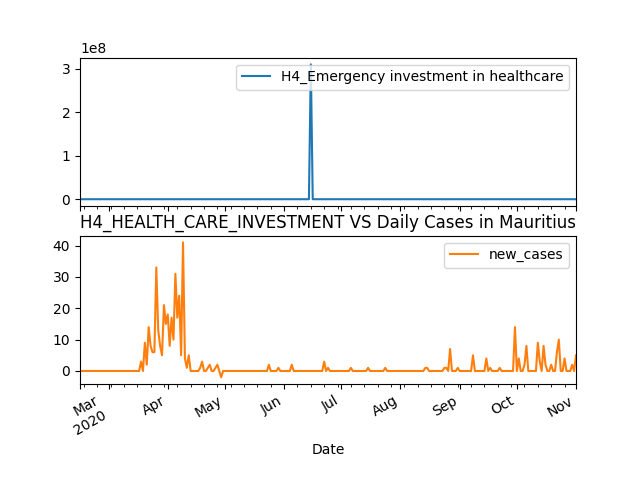 1e8
3
H4_Emergency investment in healthcare
2
1
0
H4_HEALTH_CARE_INVESTMENT VS Daily Cases in Mauritius
40
new_cases
30
20
10
0
Mar Apr May Jun Jul Aug Sep Oct Nov
2020
Date